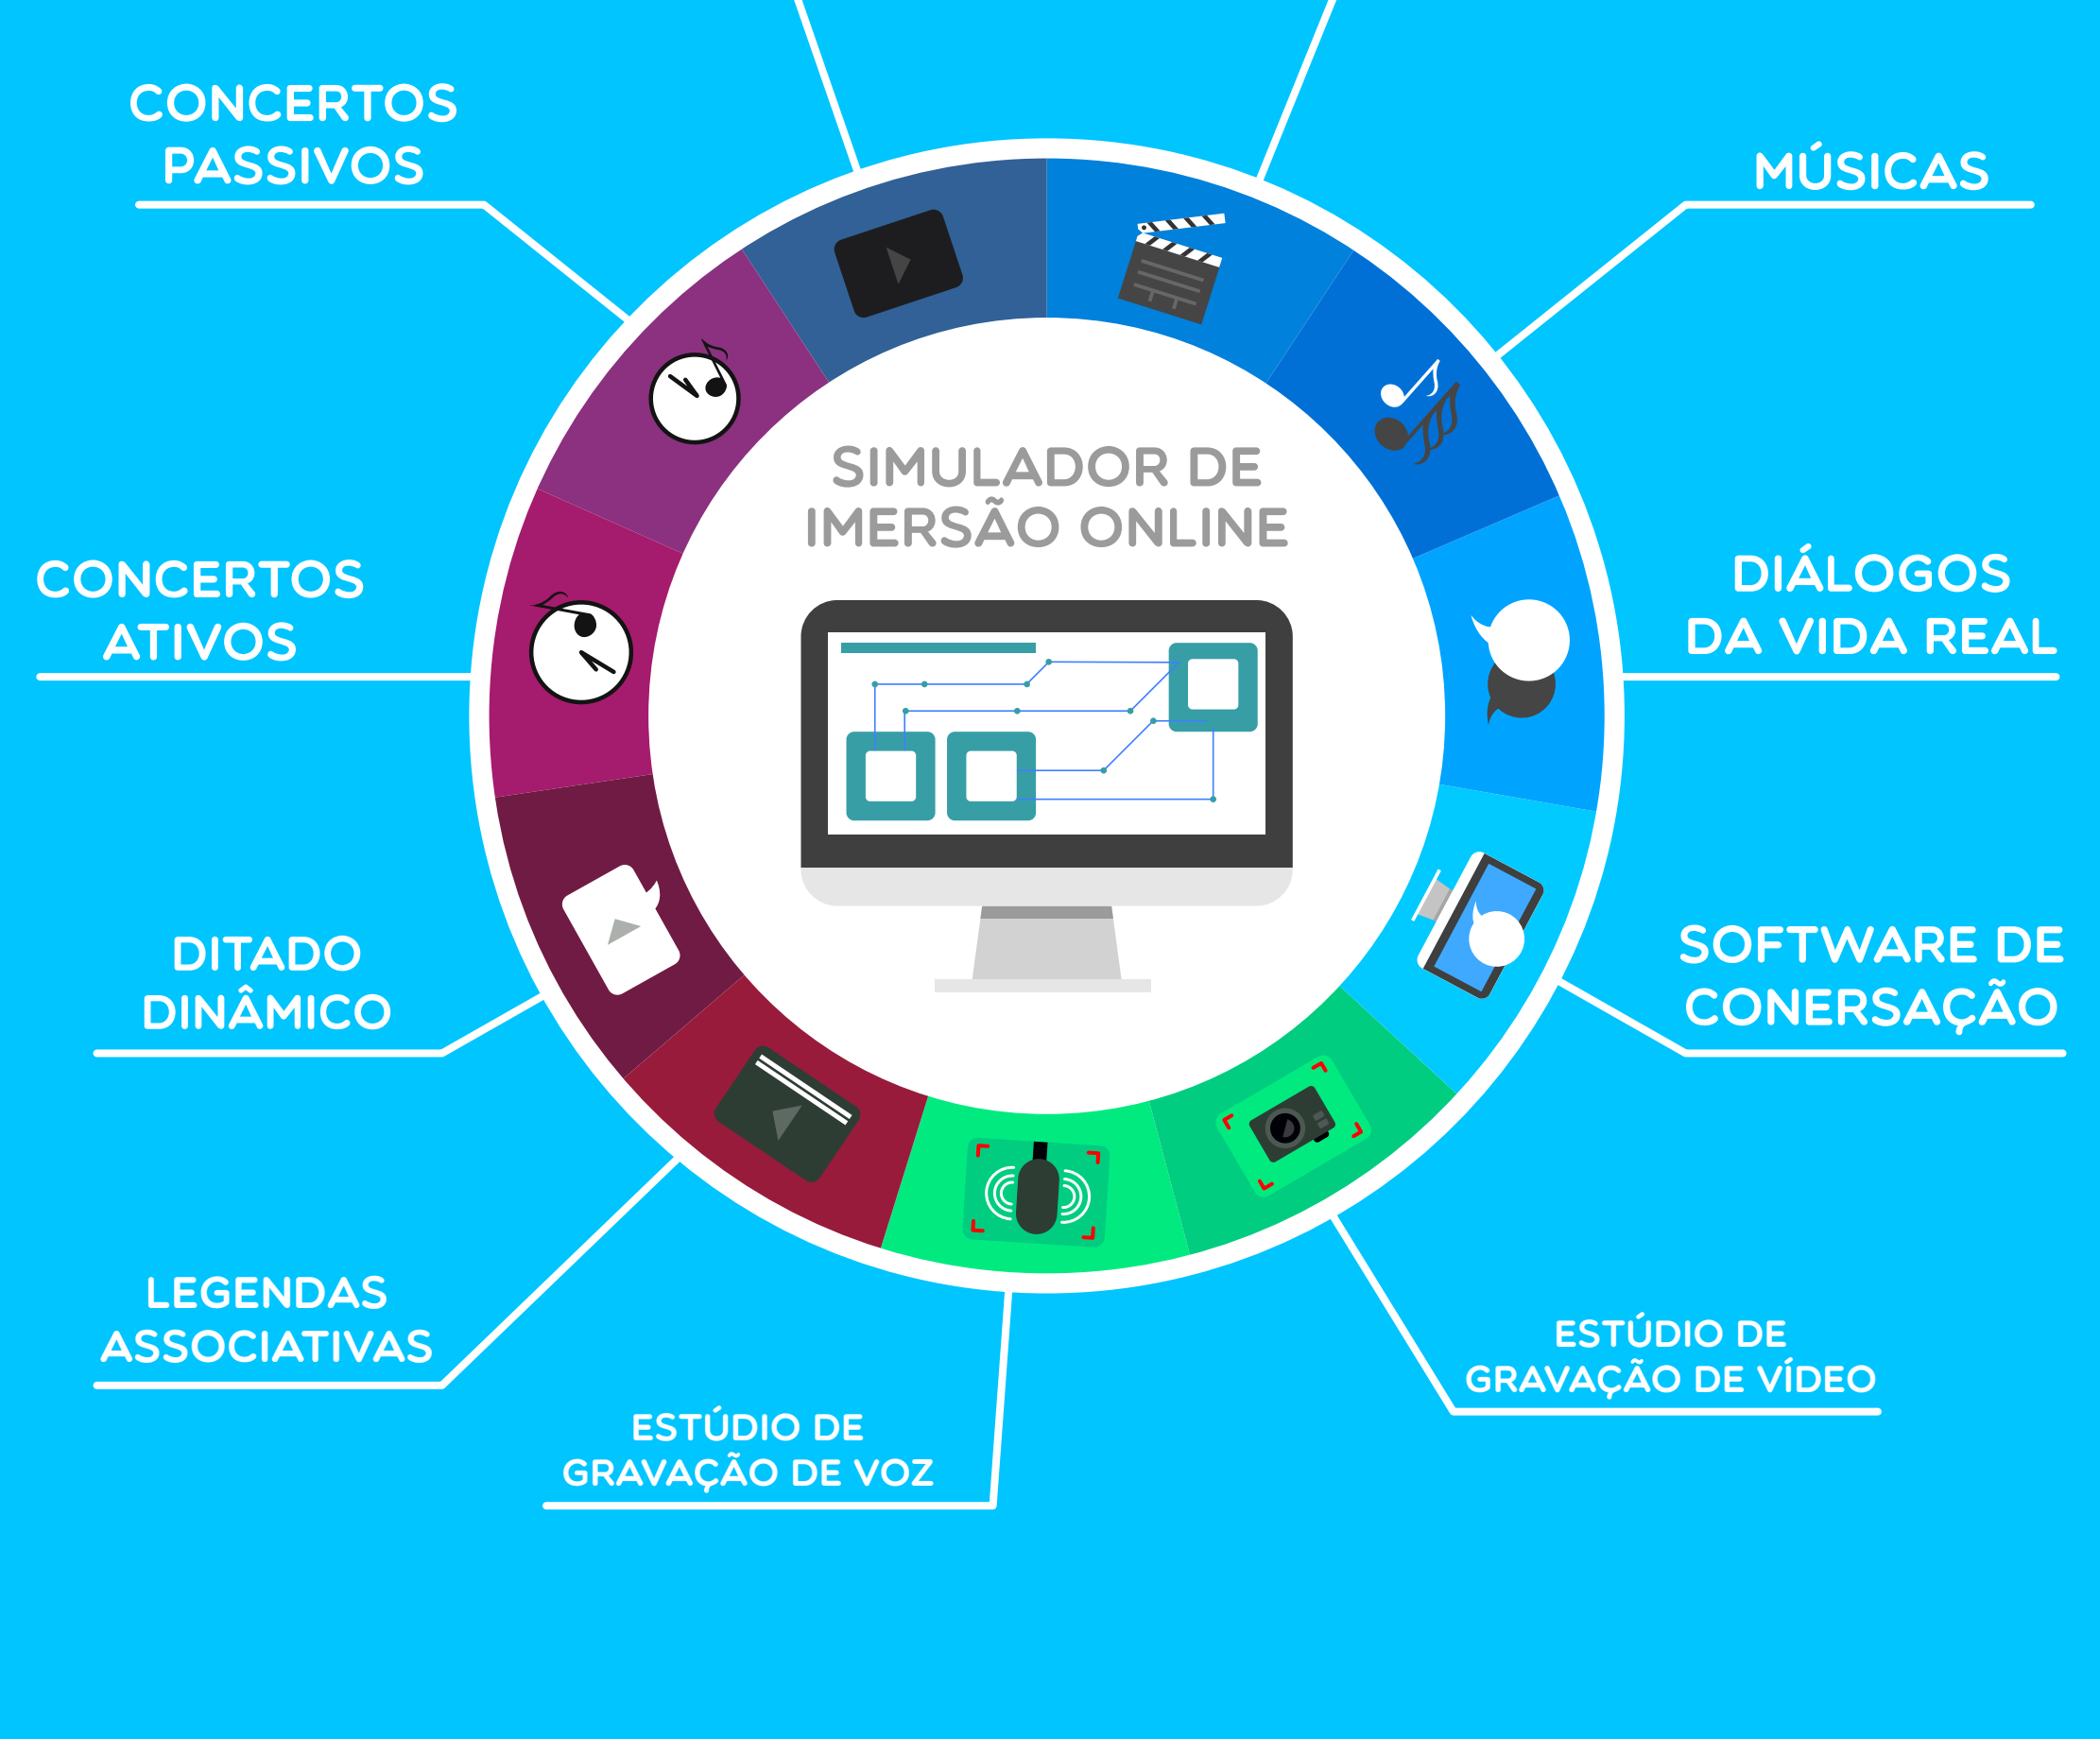 CONCERTOS
PASSIVOS
MÚSICAS
SIMULADOR DE
IMERSÃO ONLINE
CONCERTOS
ATIVOS
DIÁLOGOS
DA VIDA REAL
DITADO
DINÂMICO
SOFTWARE DE
CONERSAÇÃO
LEGENDAS
ASSOCIATIVAS
ESTÚDIO DE
GRAVAÇÃO DE VÍDEO
ESTÚDIO DE
GRAVAÇÃO DE VOZ